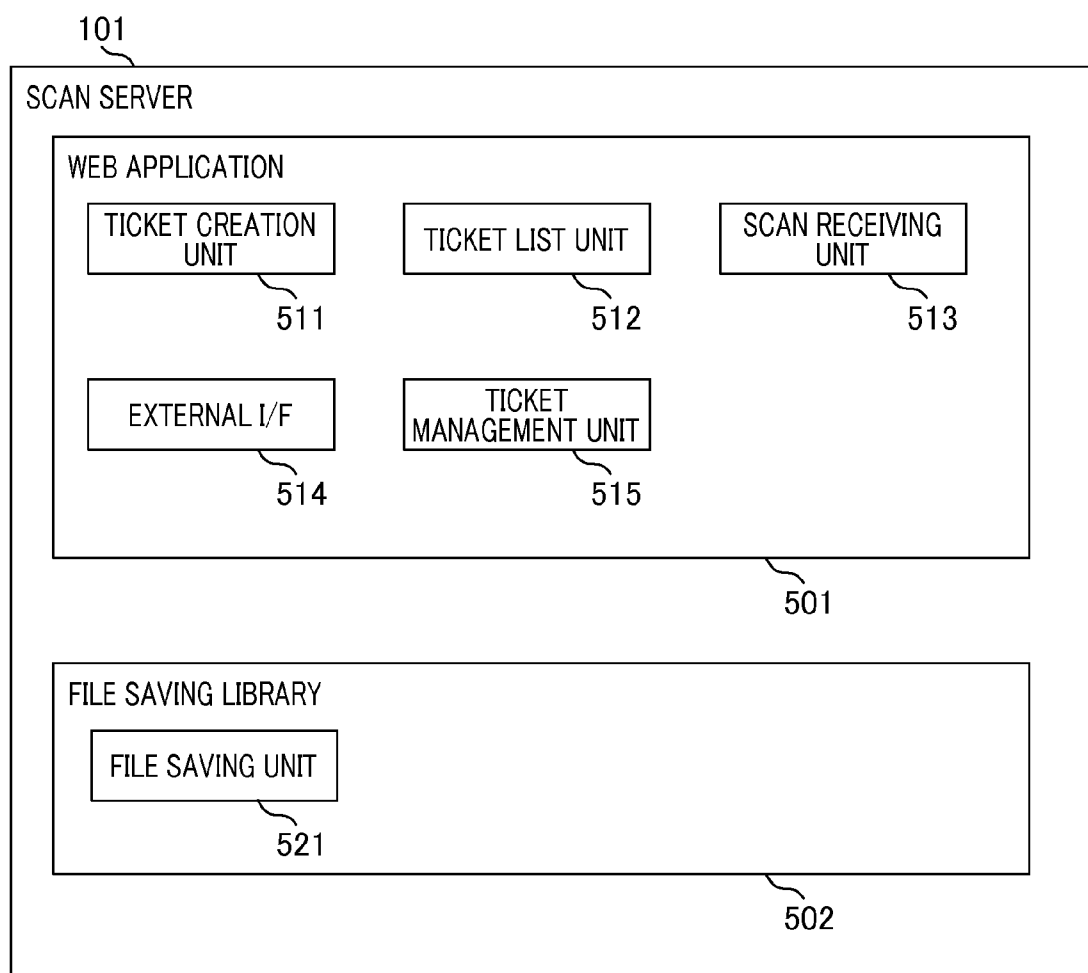 101
SCAN SERVER
WEB APPLICATION
TICKET CREATION
UNIT
511
TICKET LIST UNIT
512
SCAN RECEIVING
UNIT
513
EXTERNAL I/F
514
TICKET
MANAGEMENT UNIT
515
501
FILE SAVING LIBRARY
FILE SAVING UNIT
521
502